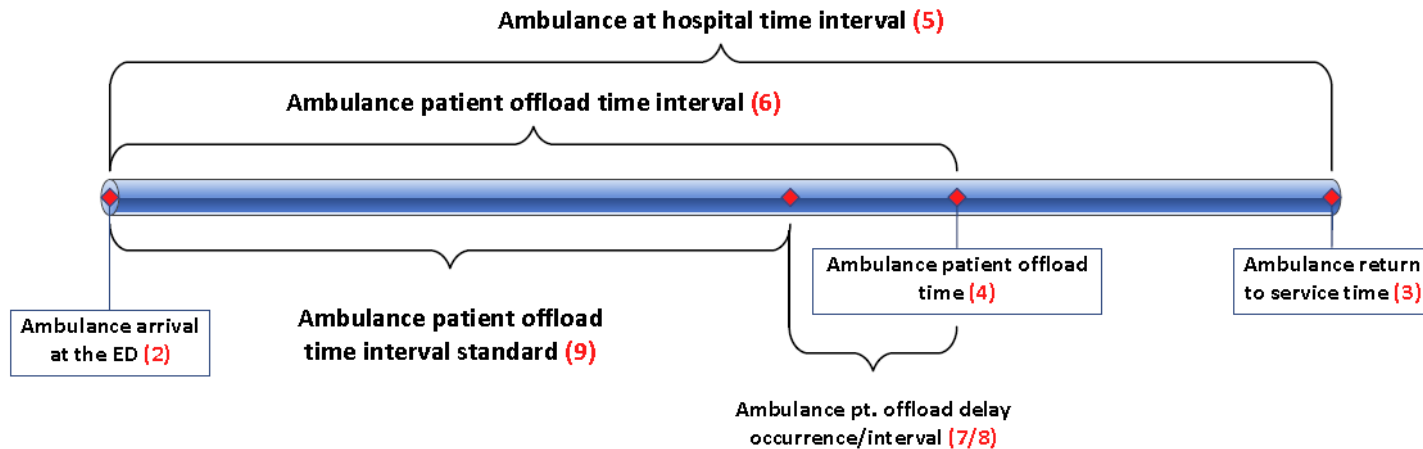 Ambulance at hospital time interval (5)
Ambulance patient offload time interval (6)
Ambulance patient offload
time (4)
Ambulance return
to service time (3)
Ambulance arrival
at the ED (2)
Ambulance patient offload
time interval standard (9)
Ambulance pt. offload delay
occurrence/interval (7/8)